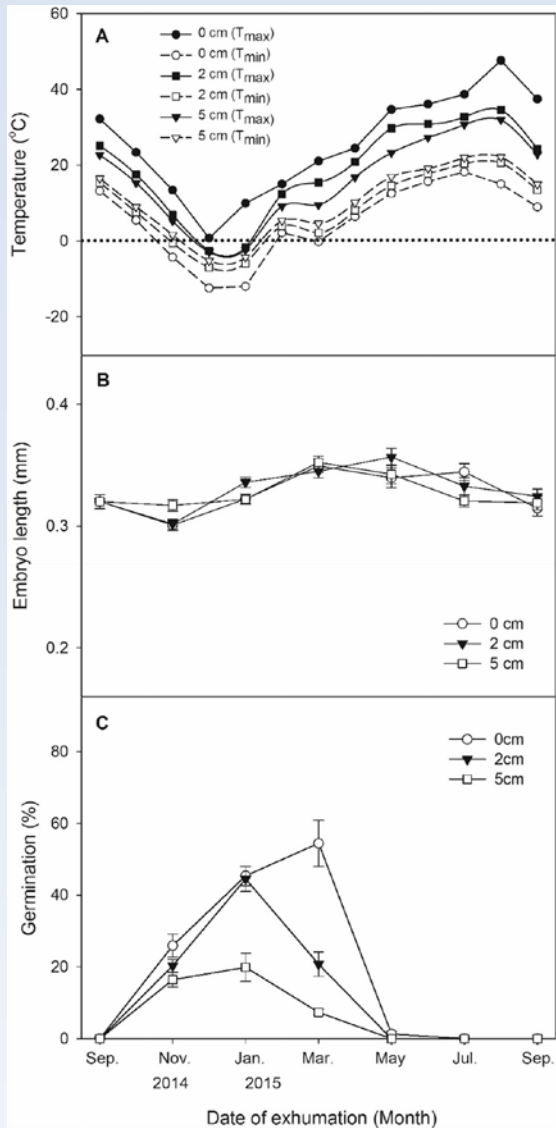 A
0 cm (Tmax)
0 cm (Tmin)
2 cm (Tmax)
2 cm (Tmin)
5 cm (Tmax)
5 cm (Tmin)
Temperature (°C)
60
40
20
0
-20
B
Embryo length (mm)
0.4
0.3
0.2
0 cm
2 cm
5 cm
C
Germination (%)
80
60
40
20
0
0cm
2cm
5cm
Sep. Nov. Jan. Mar. May Jul. Sep.
2014 2015
Date of exhumation (Month)